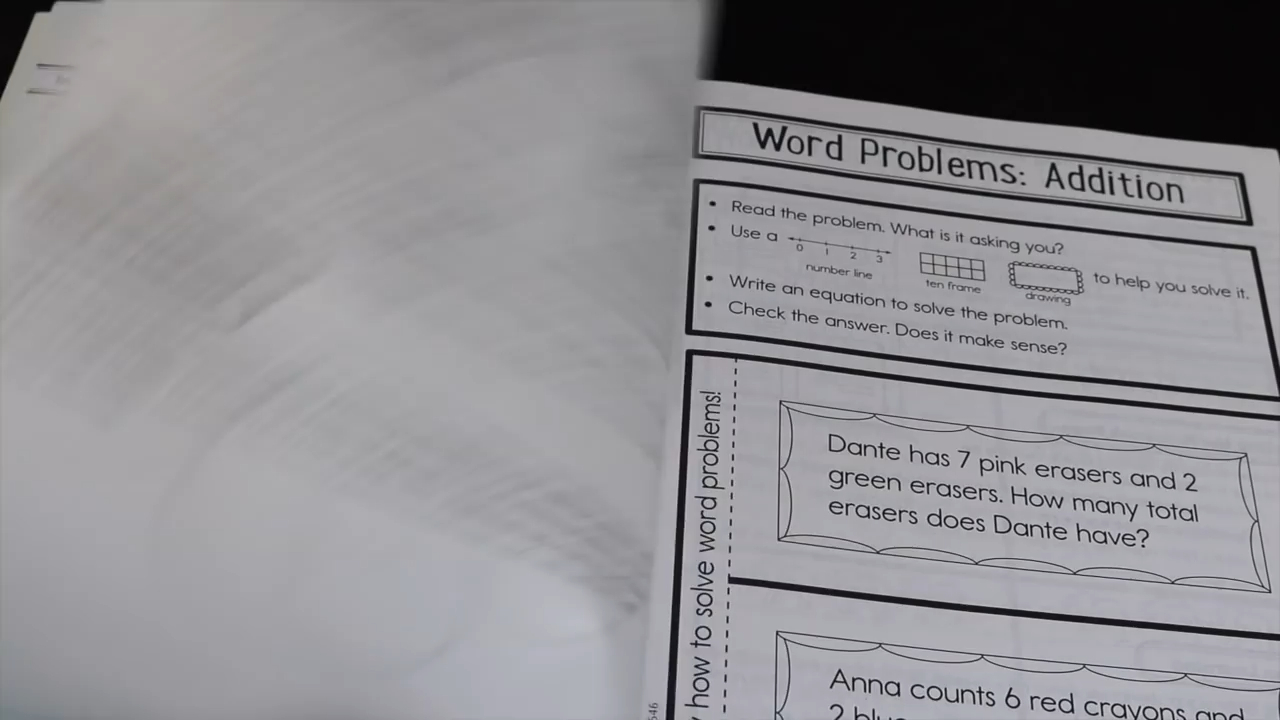 Word Problems: Addition
• Read the problem. What is it asking you?
• Use a
0 1 2 3
number line
ten frame
drawing
to help you solve it.
• Write an equation to solve the problem.
• Check the answer. Does it make sense?
how to solve word problems!
Dante has 7 pink erasers and 2
green erasers. How many total
erasers does Dante have?
Anna counts 6 red crayons and
2